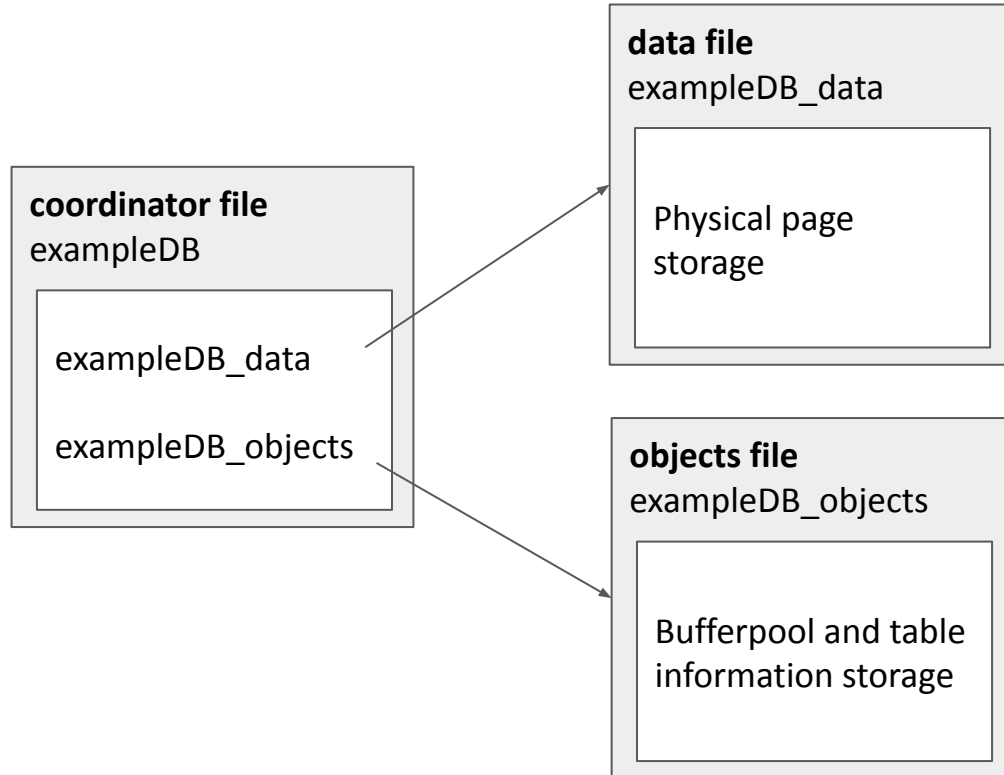 coordinator file
exampleDB
exampleDB_data
exampleDB_objects
data file
exampleDB_data
Physical page
storage
objects file
exampleDB_objects
Bufferpool and table
information storage